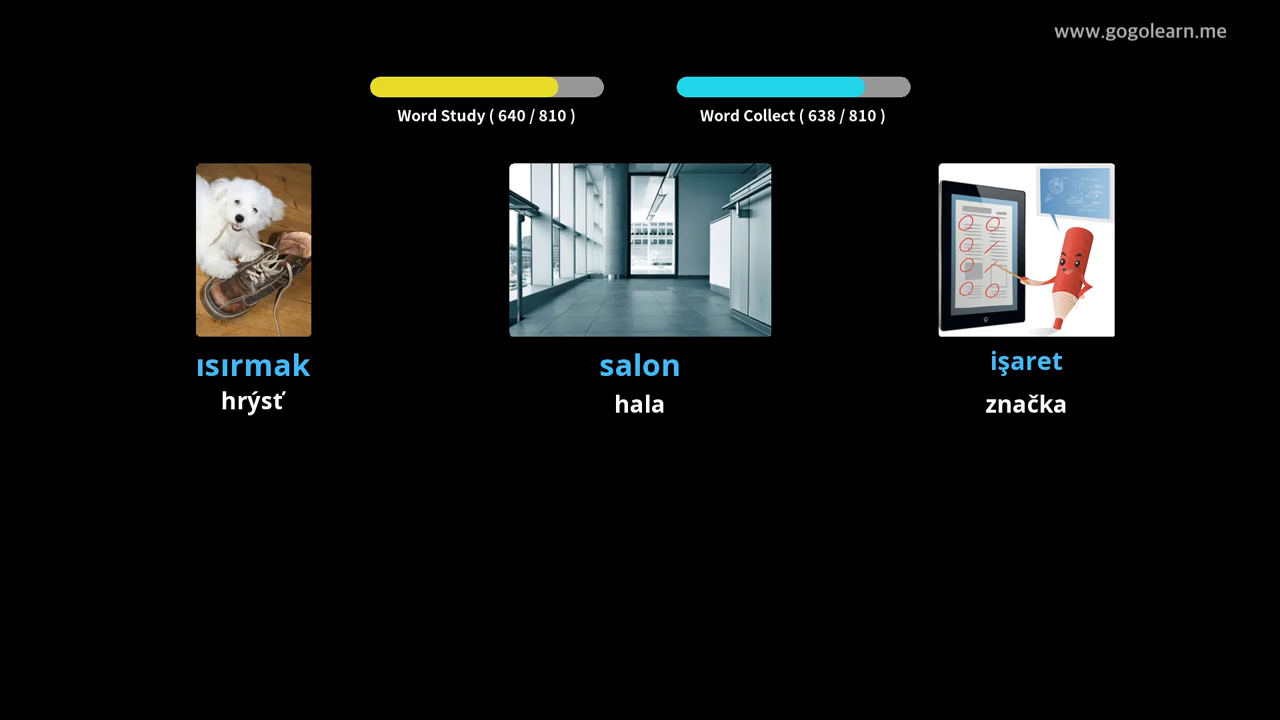 www.gogolearn.me
Word Study ( 640 / 810 )
Word Collect ( 638 / 810 )
ısırmak
hrýsť
salon
hala
işaret
značka